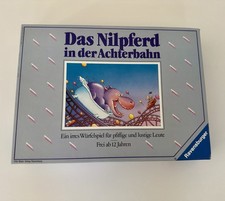 Das Nilpferd
in der Achterbahn
Ein irres Würfelspiel für pfiffige und lustige Leute
Frei ab 12 Jahren
Ravensburger